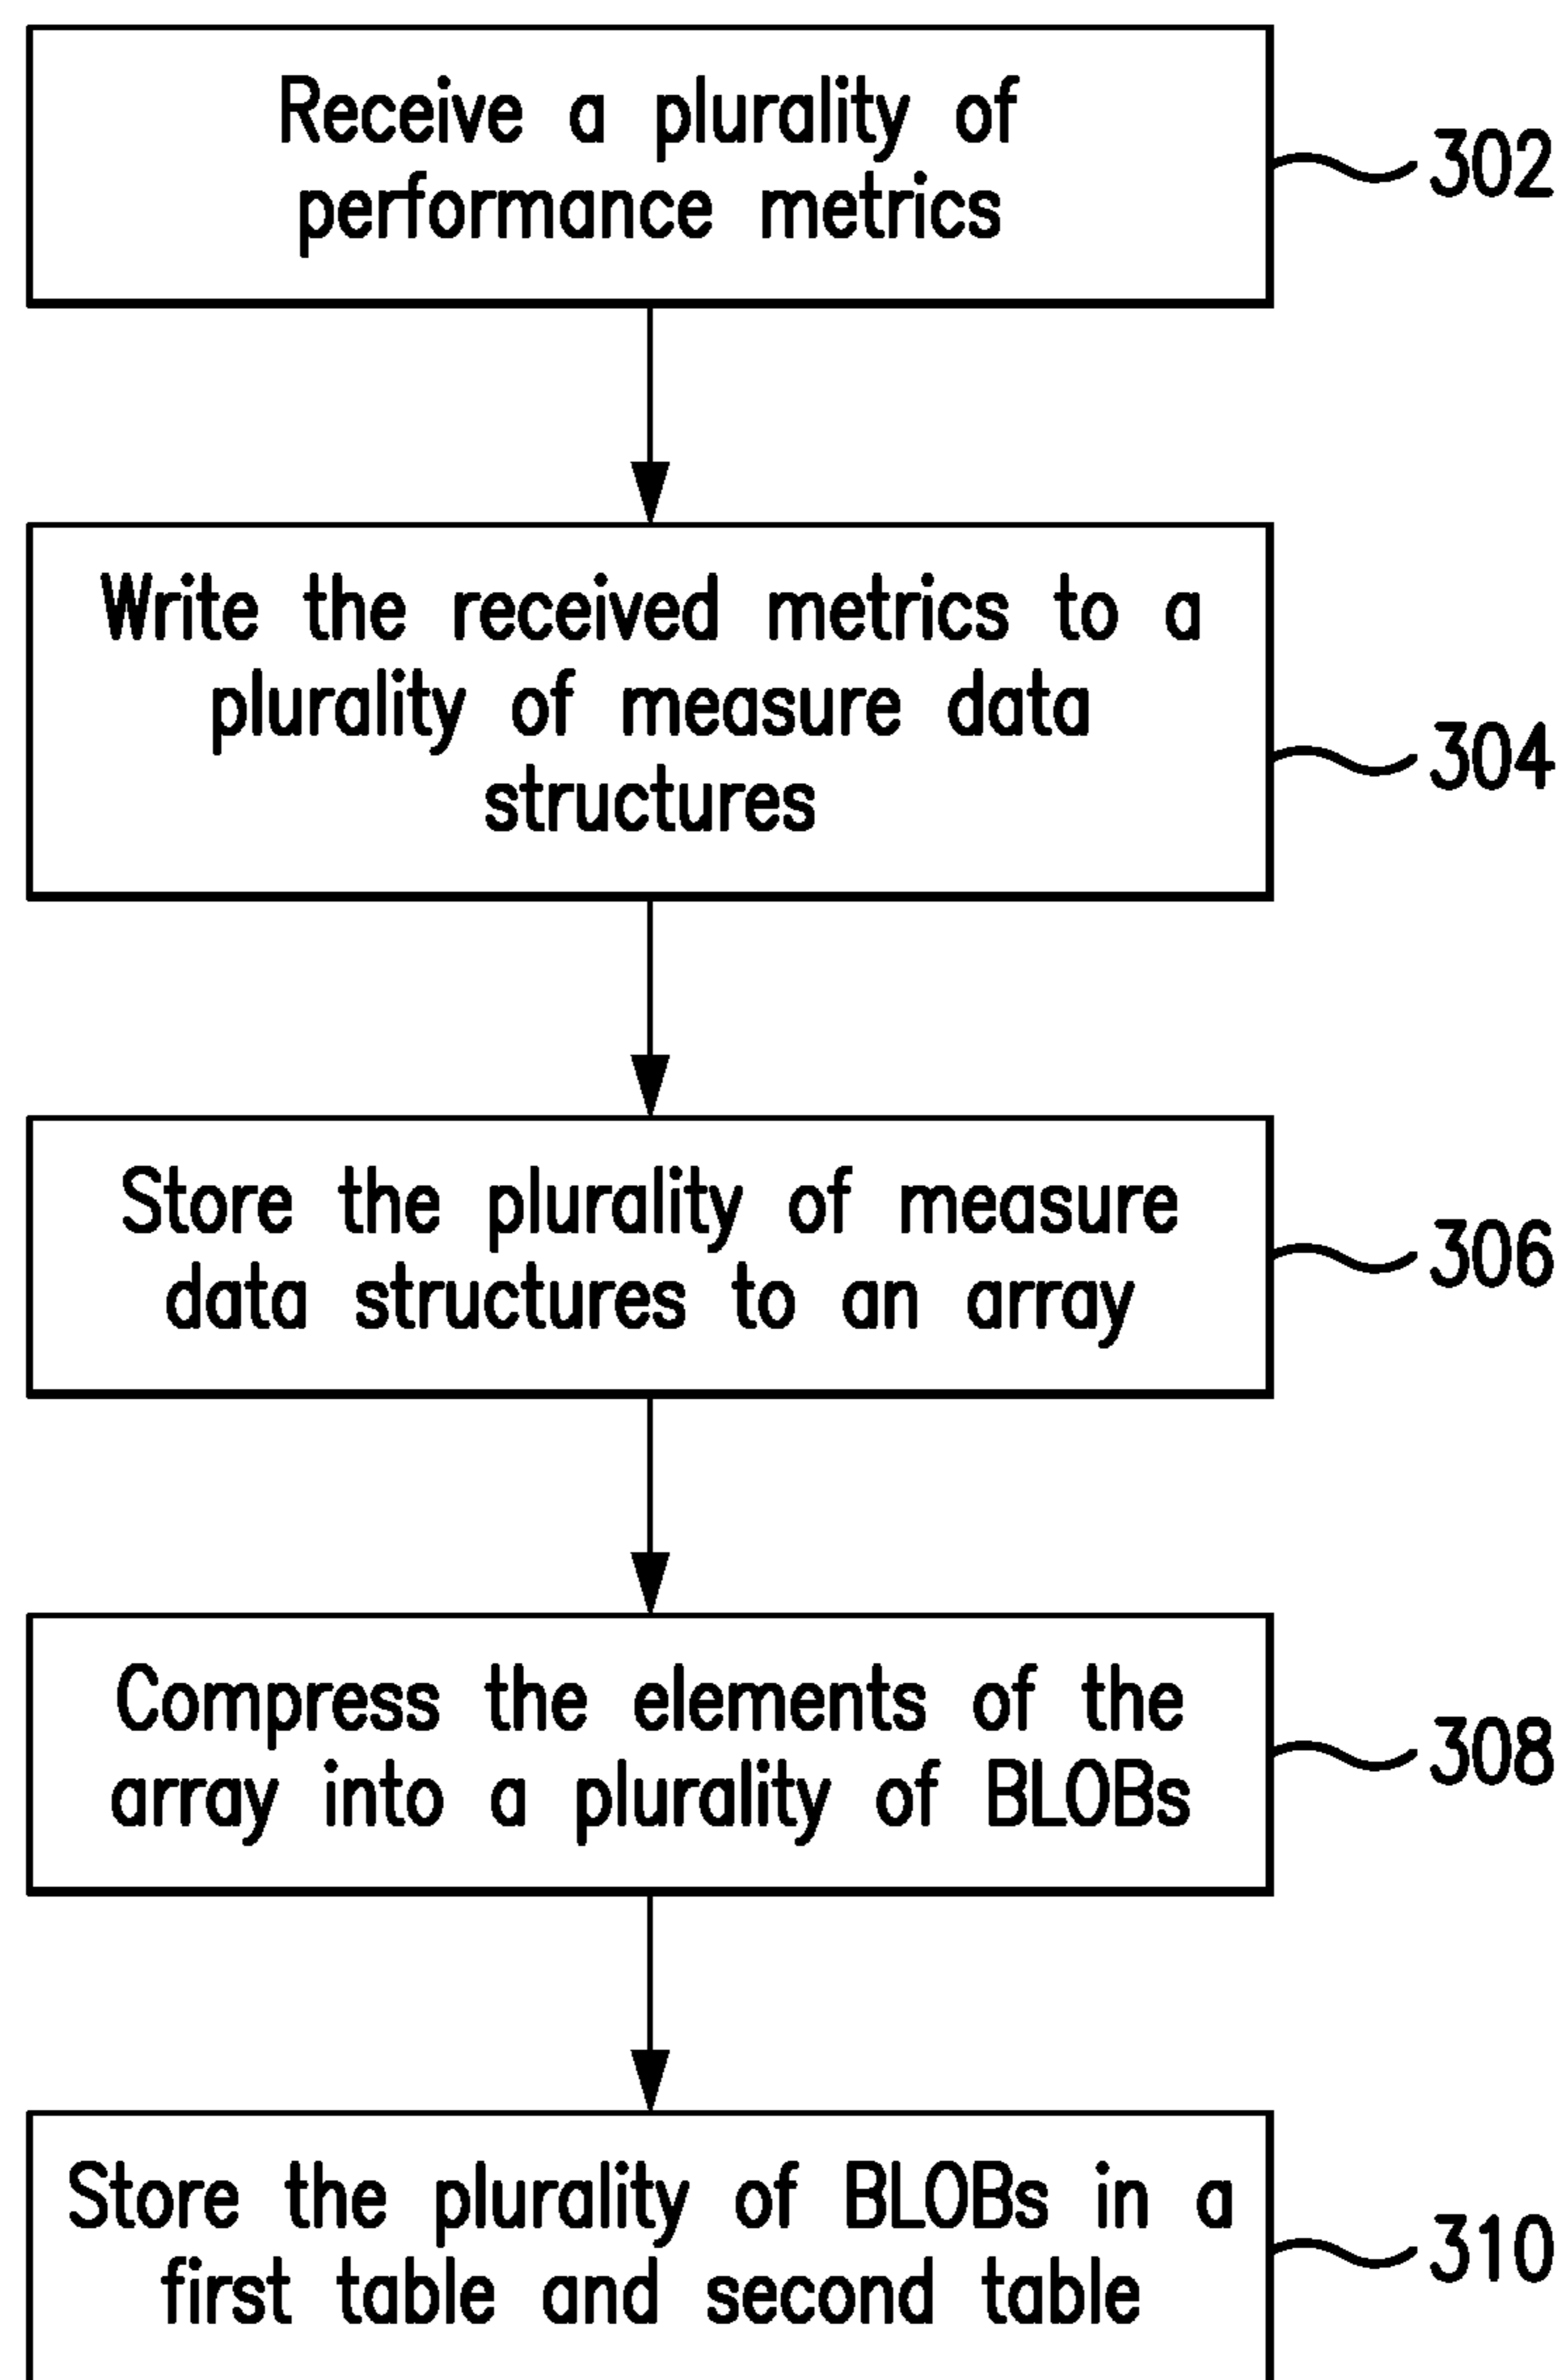 Receive a plurality of
performance metrics
302
Write the received metrics to a
plurality of measure data
structures
304
Store the plurality of measure
data structures to an array
306
Compress the elements of the
array into a plurality of BLOBs
308
Store the plurality of BLOBs in a
first table and second table
310